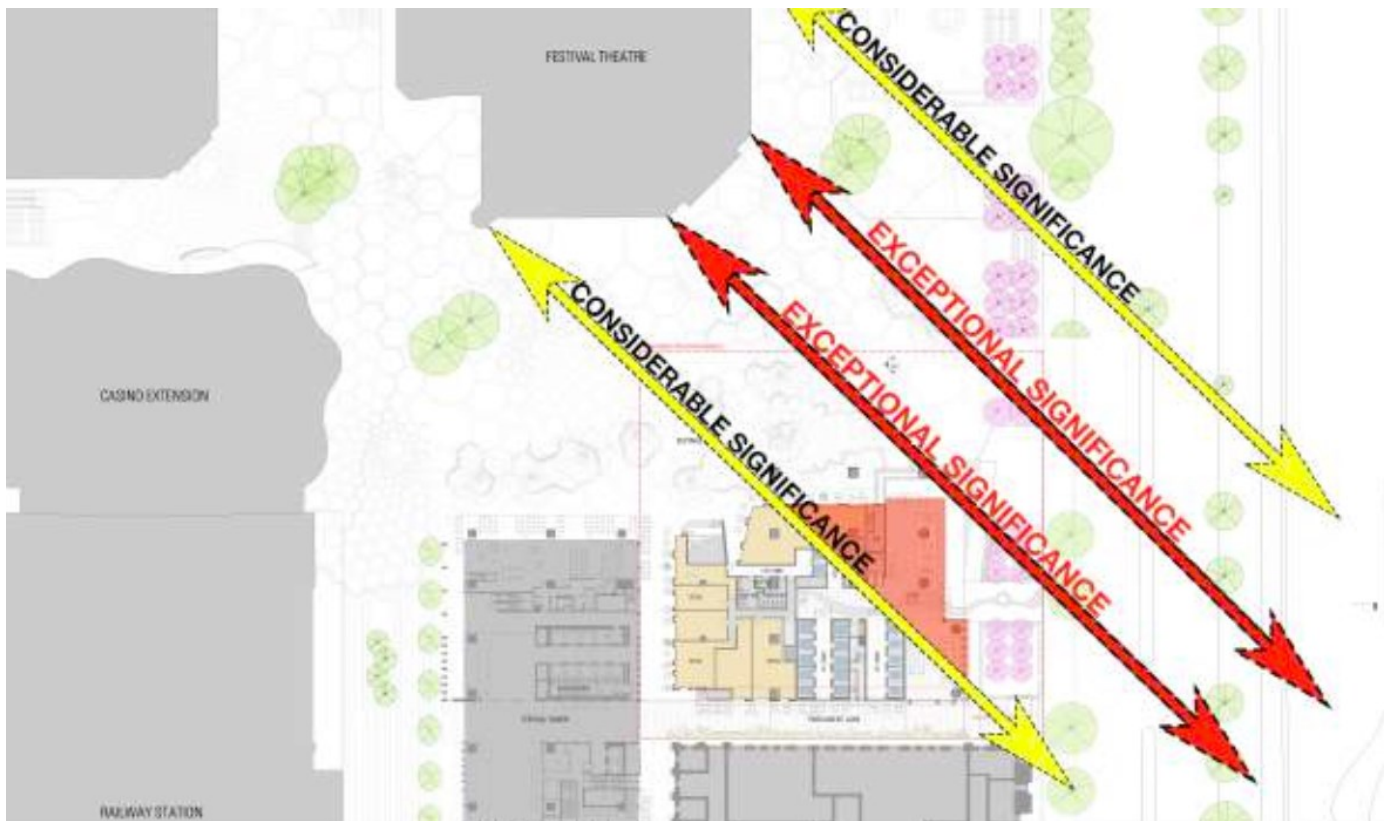 FESTIVAL THEATRE
CONSIDERABLE SIGNIFICANCE
EXCEPTIONAL SIGNIFICANCE
EXCEPTIONAL SIGNIFICANCE
CONSIDERABLE SIGNIFICANCE
CASINO EXTENSION
RAILWAY STATION